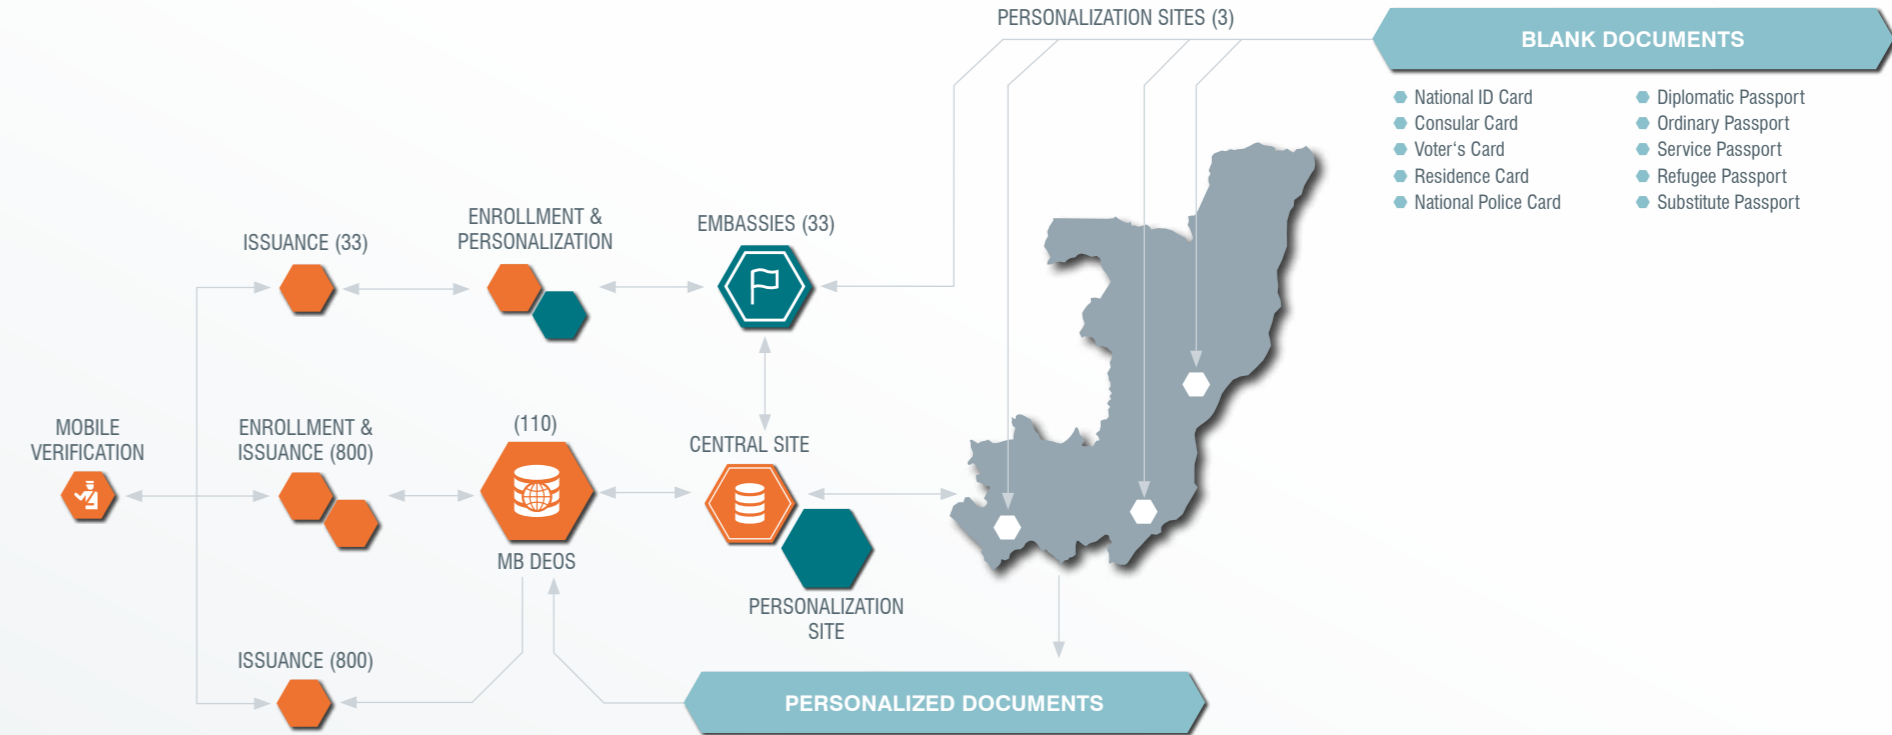 PERSONALIZATION SITES (3)
BLANK DOCUMENTS
National ID Card
Consular Card
Voter‘s Card
Residence Card
National Police Card
Diplomatic Passport
Ordinary Passport
Service Passport
Refugee Passport
Substitute Passport
ISSUANCE (33)
ENROLLMENT &
PERSONALIZATION
EMBASSIES (33)
MOBILE
VERIFICATION
ENROLLMENT &
ISSUANCE (800)
(110)
MB DEOS
CENTRAL SITE
PERSONALIZATION
SITE
ISSUANCE (800)
PERSONALIZED DOCUMENTS